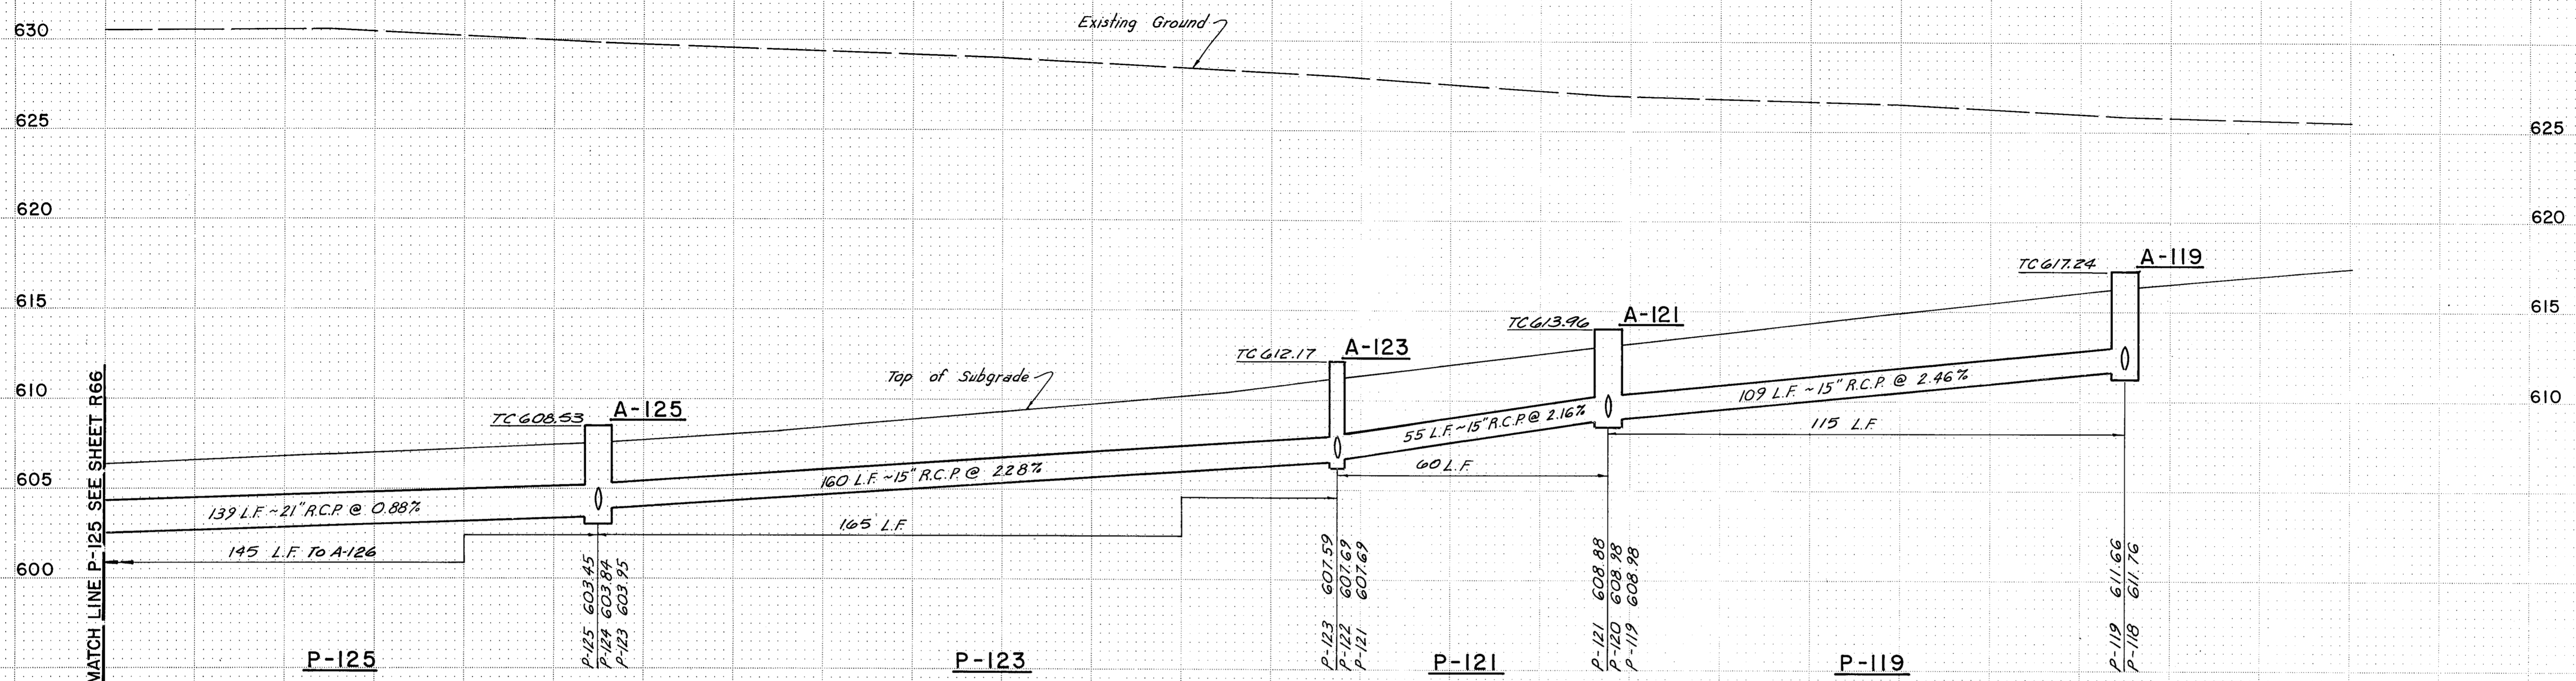 630
Existing Ground
625
625
620
620
TC 617.24
A-119
615
615
TC 613.96
A-121
TC 612.17
A-123
Top of Subgrade
610
610
109 L.F. ~15" R.C.P. @ 2.46%
TC 608.53
A-125
55 L.F. ~15" R.C.P. @ 2.16%
115 L.F.
60 L.F.
605
160 L.F. ~15" R.C.P. @ 2.28%
139 L.F. ~21" R.C.P. @ 0.88%
165 L.F.
145 L.F. To A-126
600
MATCH LINE P-125 SEE SHEET R66
P-125 603.45
P-124 603.84
P-123 603.95
P-123 607.59
P-122 607.69
P-121 607.69
P-121 608.88
P-120 608.98
P-119 608.98
P-119 611.66
P-118 611.76
P-125
P-123
P-121
P-119